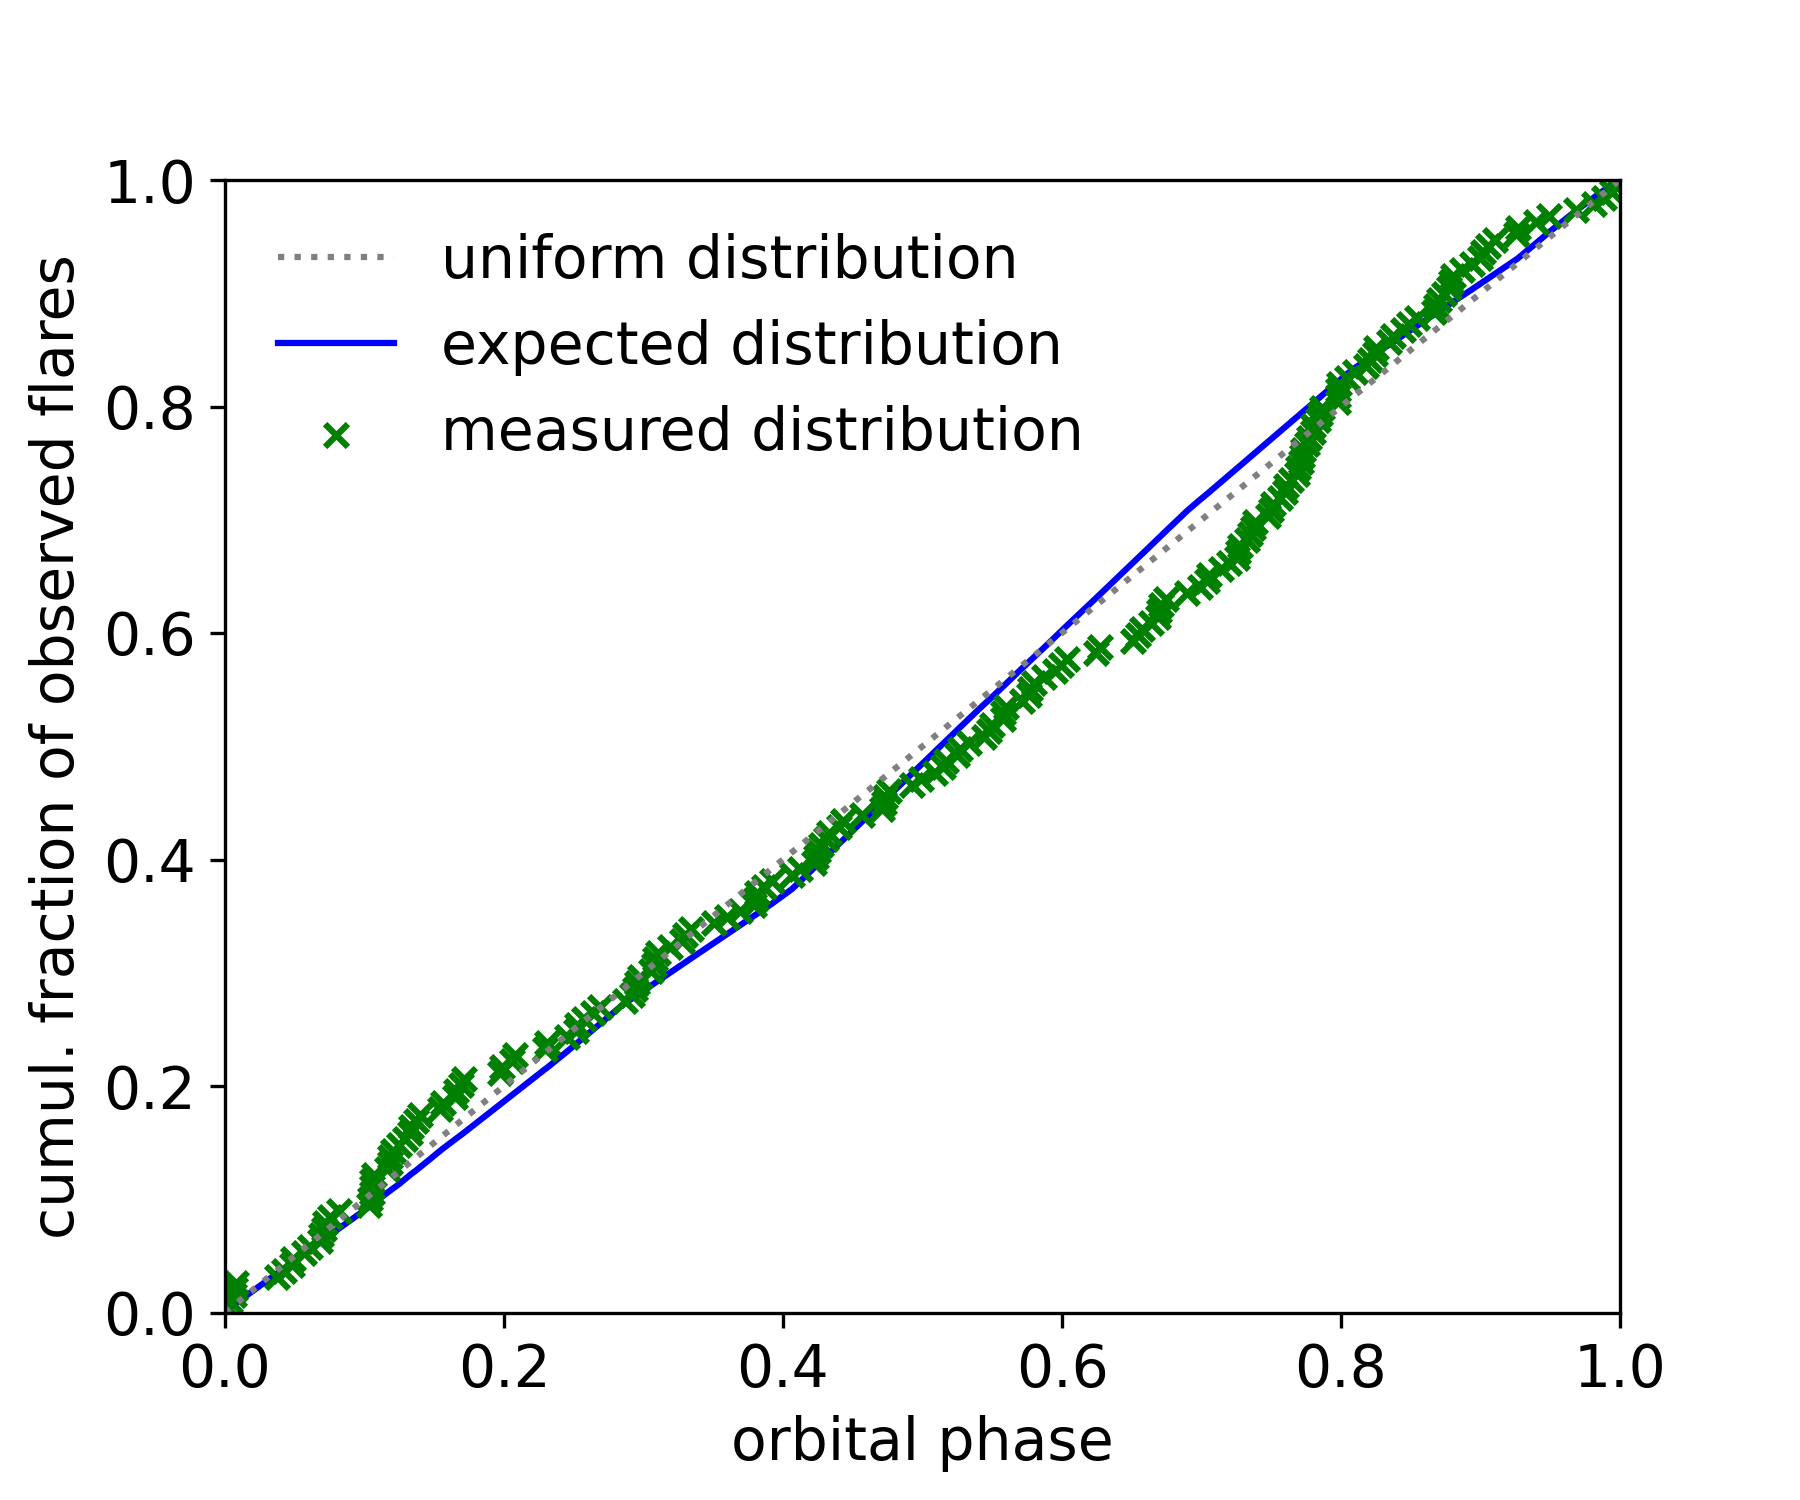 uniform distribution
expected distribution
measured distribution
cumul. fraction of observed flares
1.0
0.8
0.6
0.4
0.2
0.0
0.0 0.2 0.4 0.6 0.8 1.0
orbital phase